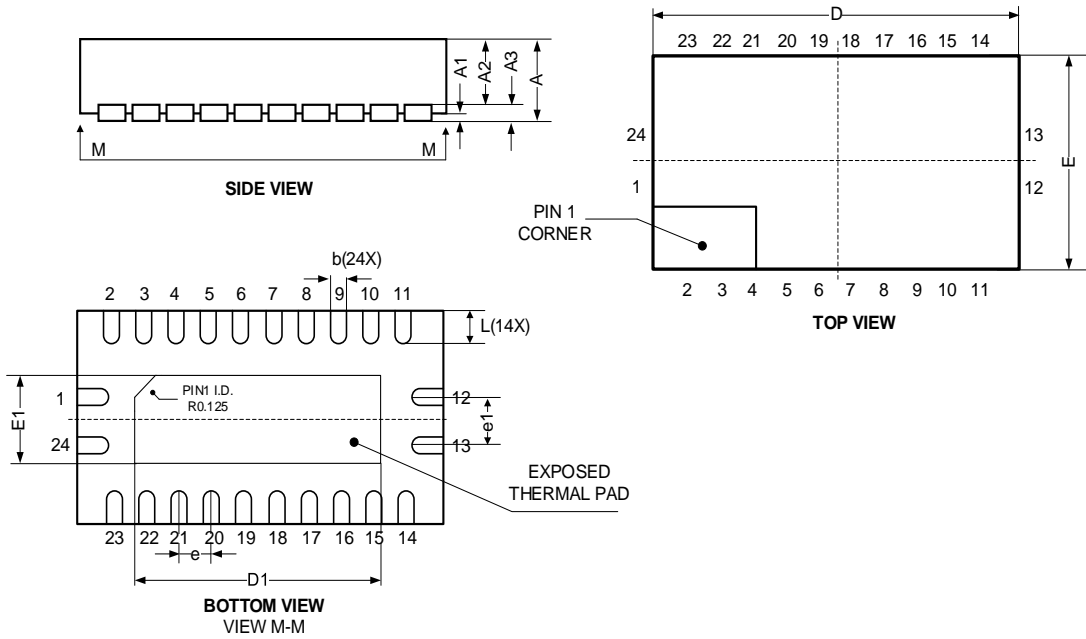 A1
A2
A3
A
M
M
SIDE VIEW
D
23 22 21 20 19 18 17 16 15 14
24
1
13
12
E
PIN 1
CORNER
2 3 4 5 6 7 8 9 10 11
TOP VIEW
b(24X)
2 3 4 5 6 7 8 9 10 11
L(14X)
PIN1 I.D.
R0.125
1
24
E1
12
13
e1
EXPOSED
THERMAL PAD
23 22 21 20 19 18 17 16 15 14
e
D1
BOTTOM VIEW
VIEW M-M